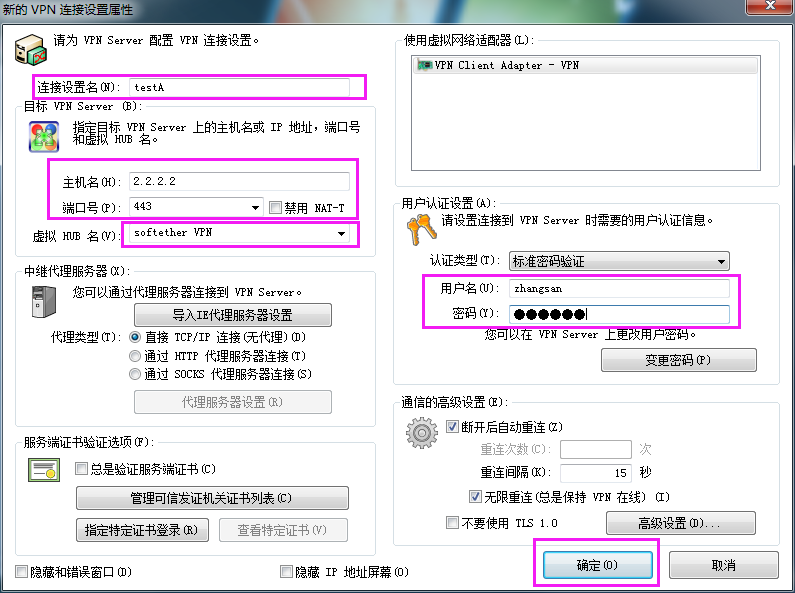 新的 VPN 连接设置属性
请为 VPN Server 配置 VPN 连接设置。
连接设置名(N): testA
目标 VPN Server (B):
指定目标 VPN Server 上的主机名或 IP 地址，端口号
和虚拟 HUB 名。
主机名(H): 2.2.2.2
端口号(P): 443 禁用 NAT-T
虚拟 HUB 名(V): softether VPN
中继代理服务器(X):
您可以通过代理服务器连接到 VPN Server。
导入IE代理服务器设置
代理类型(T): 直接 TCP/IP 连接(无代理)(D)
通过 HTTP 代理服务器连接(T)
通过 SOCKS 代理服务器连接(S)
代理服务器设置(R)
服务端证书验证选项(F):
总是验证服务端证书(C)
管理可信发证机关证书列表(C)
指定特定证书登录(R) 查看特定证书(V)
隐藏和错误窗口(D) 隐藏 IP 地址屏幕(O)
使用虚拟网络适配器(L):
VPN Client Adapter - VPN
用户认证设置(A):
请设置连接到 VPN Server 时需要的用户认证信息。
认证类型(T): 标准密码验证
用户名(U): zhangsan
密码(Y): ●●●●●●
您可以在 VPN Server 上更改用户密码。
变更密码(P)
通信的高级设置(E):
断开后自动重连(Z)
重连次数(C): 次
重连间隔(K): 15 秒
无限重连(总是保持 VPN 在线) (I)
不要使用 TLS 1.0 高级设置(D)...
确定(O) 取消